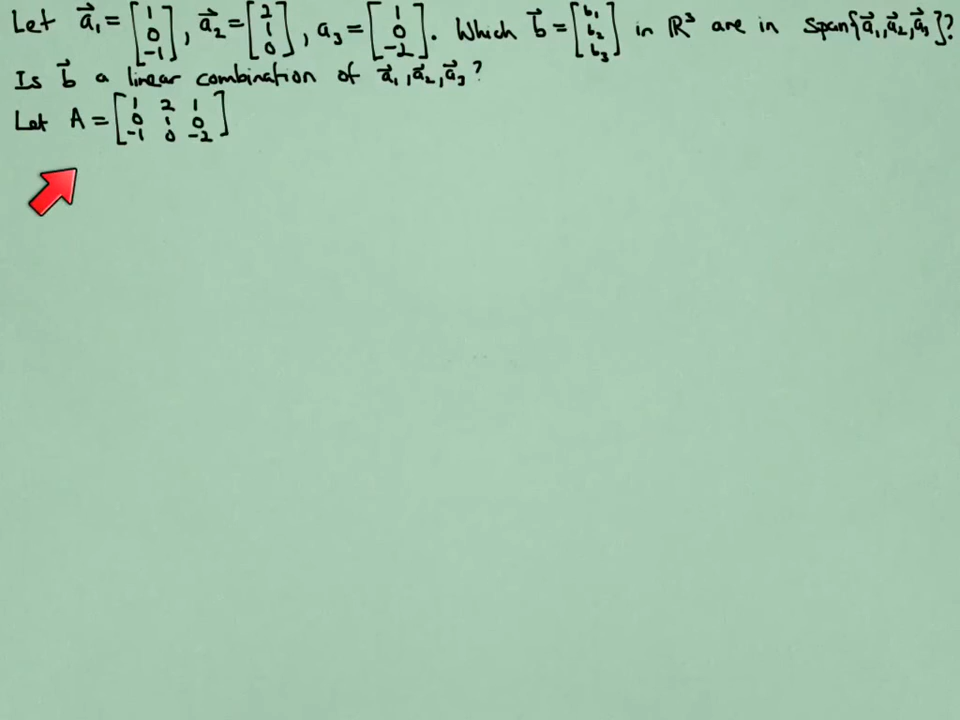 Let a⃗₁ = [1 0 -1], a⃗₂ = [2 1 0], a₃ = [1 0 -2]. Which b⃗ = [b₁ b₂ b₃] in ℝ³ are in Span{a⃗₁,a⃗₂,a⃗₃}?
Is b⃗ a linear combination of a⃗₁,a⃗₂,a⃗₃?
Let A = [1 2 1
0 1 0
-1 0 -2]